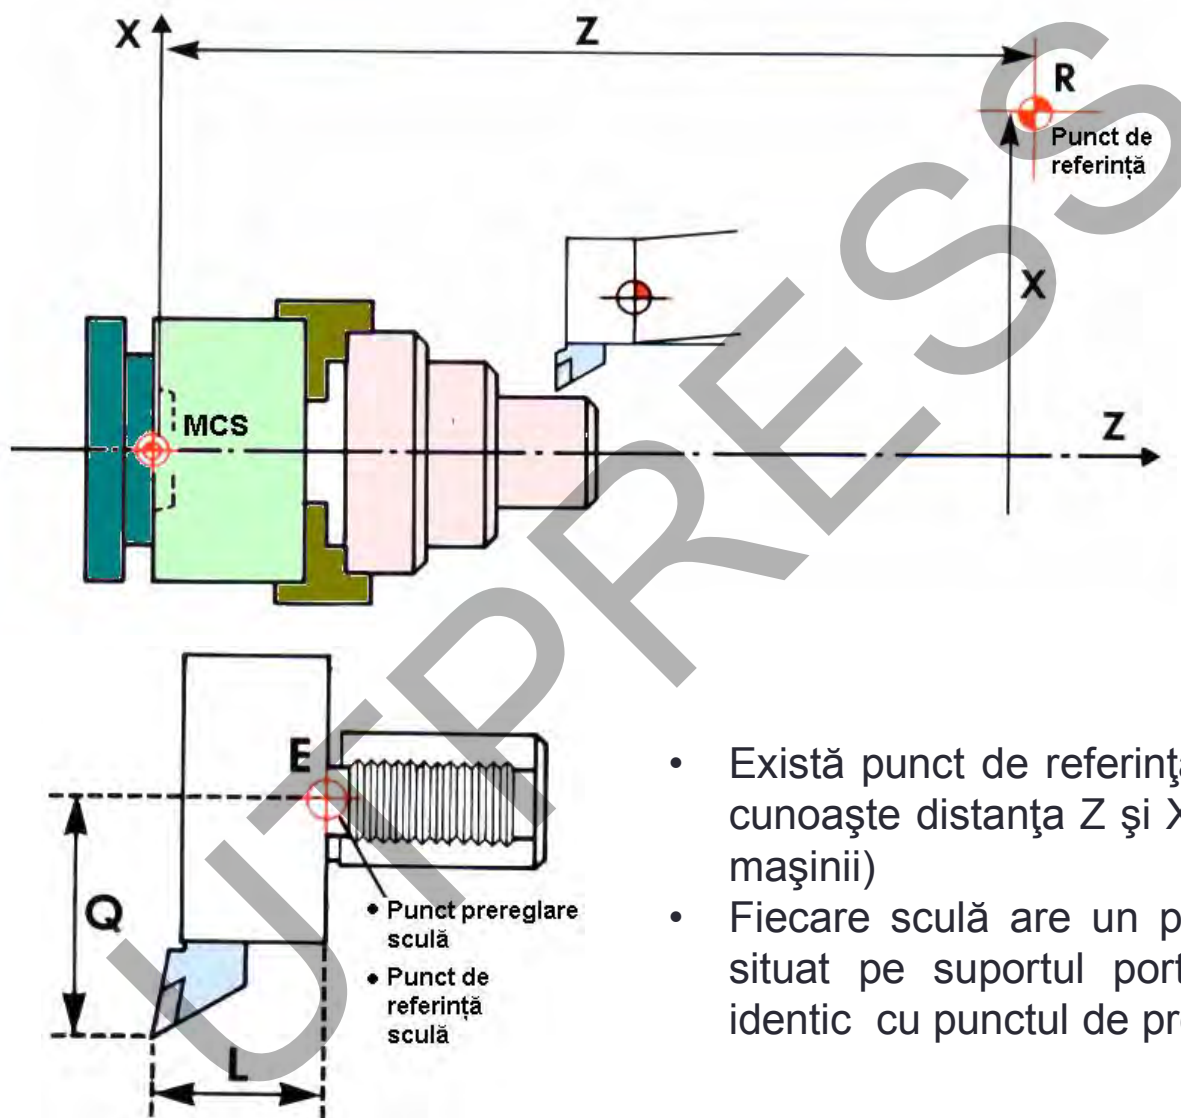 X
Z
R
Punct de
referință
X
MCS
Z
E
Q
• Punct prereglare
sculă
• Punct de
referință
sculă
L
• Există punct de referinţ
cunoaşte distanţa Z şi X
maşinii)
• Fiecare sculă are un p
situat pe suportul port
identic cu punctul de pr
UTPRESS